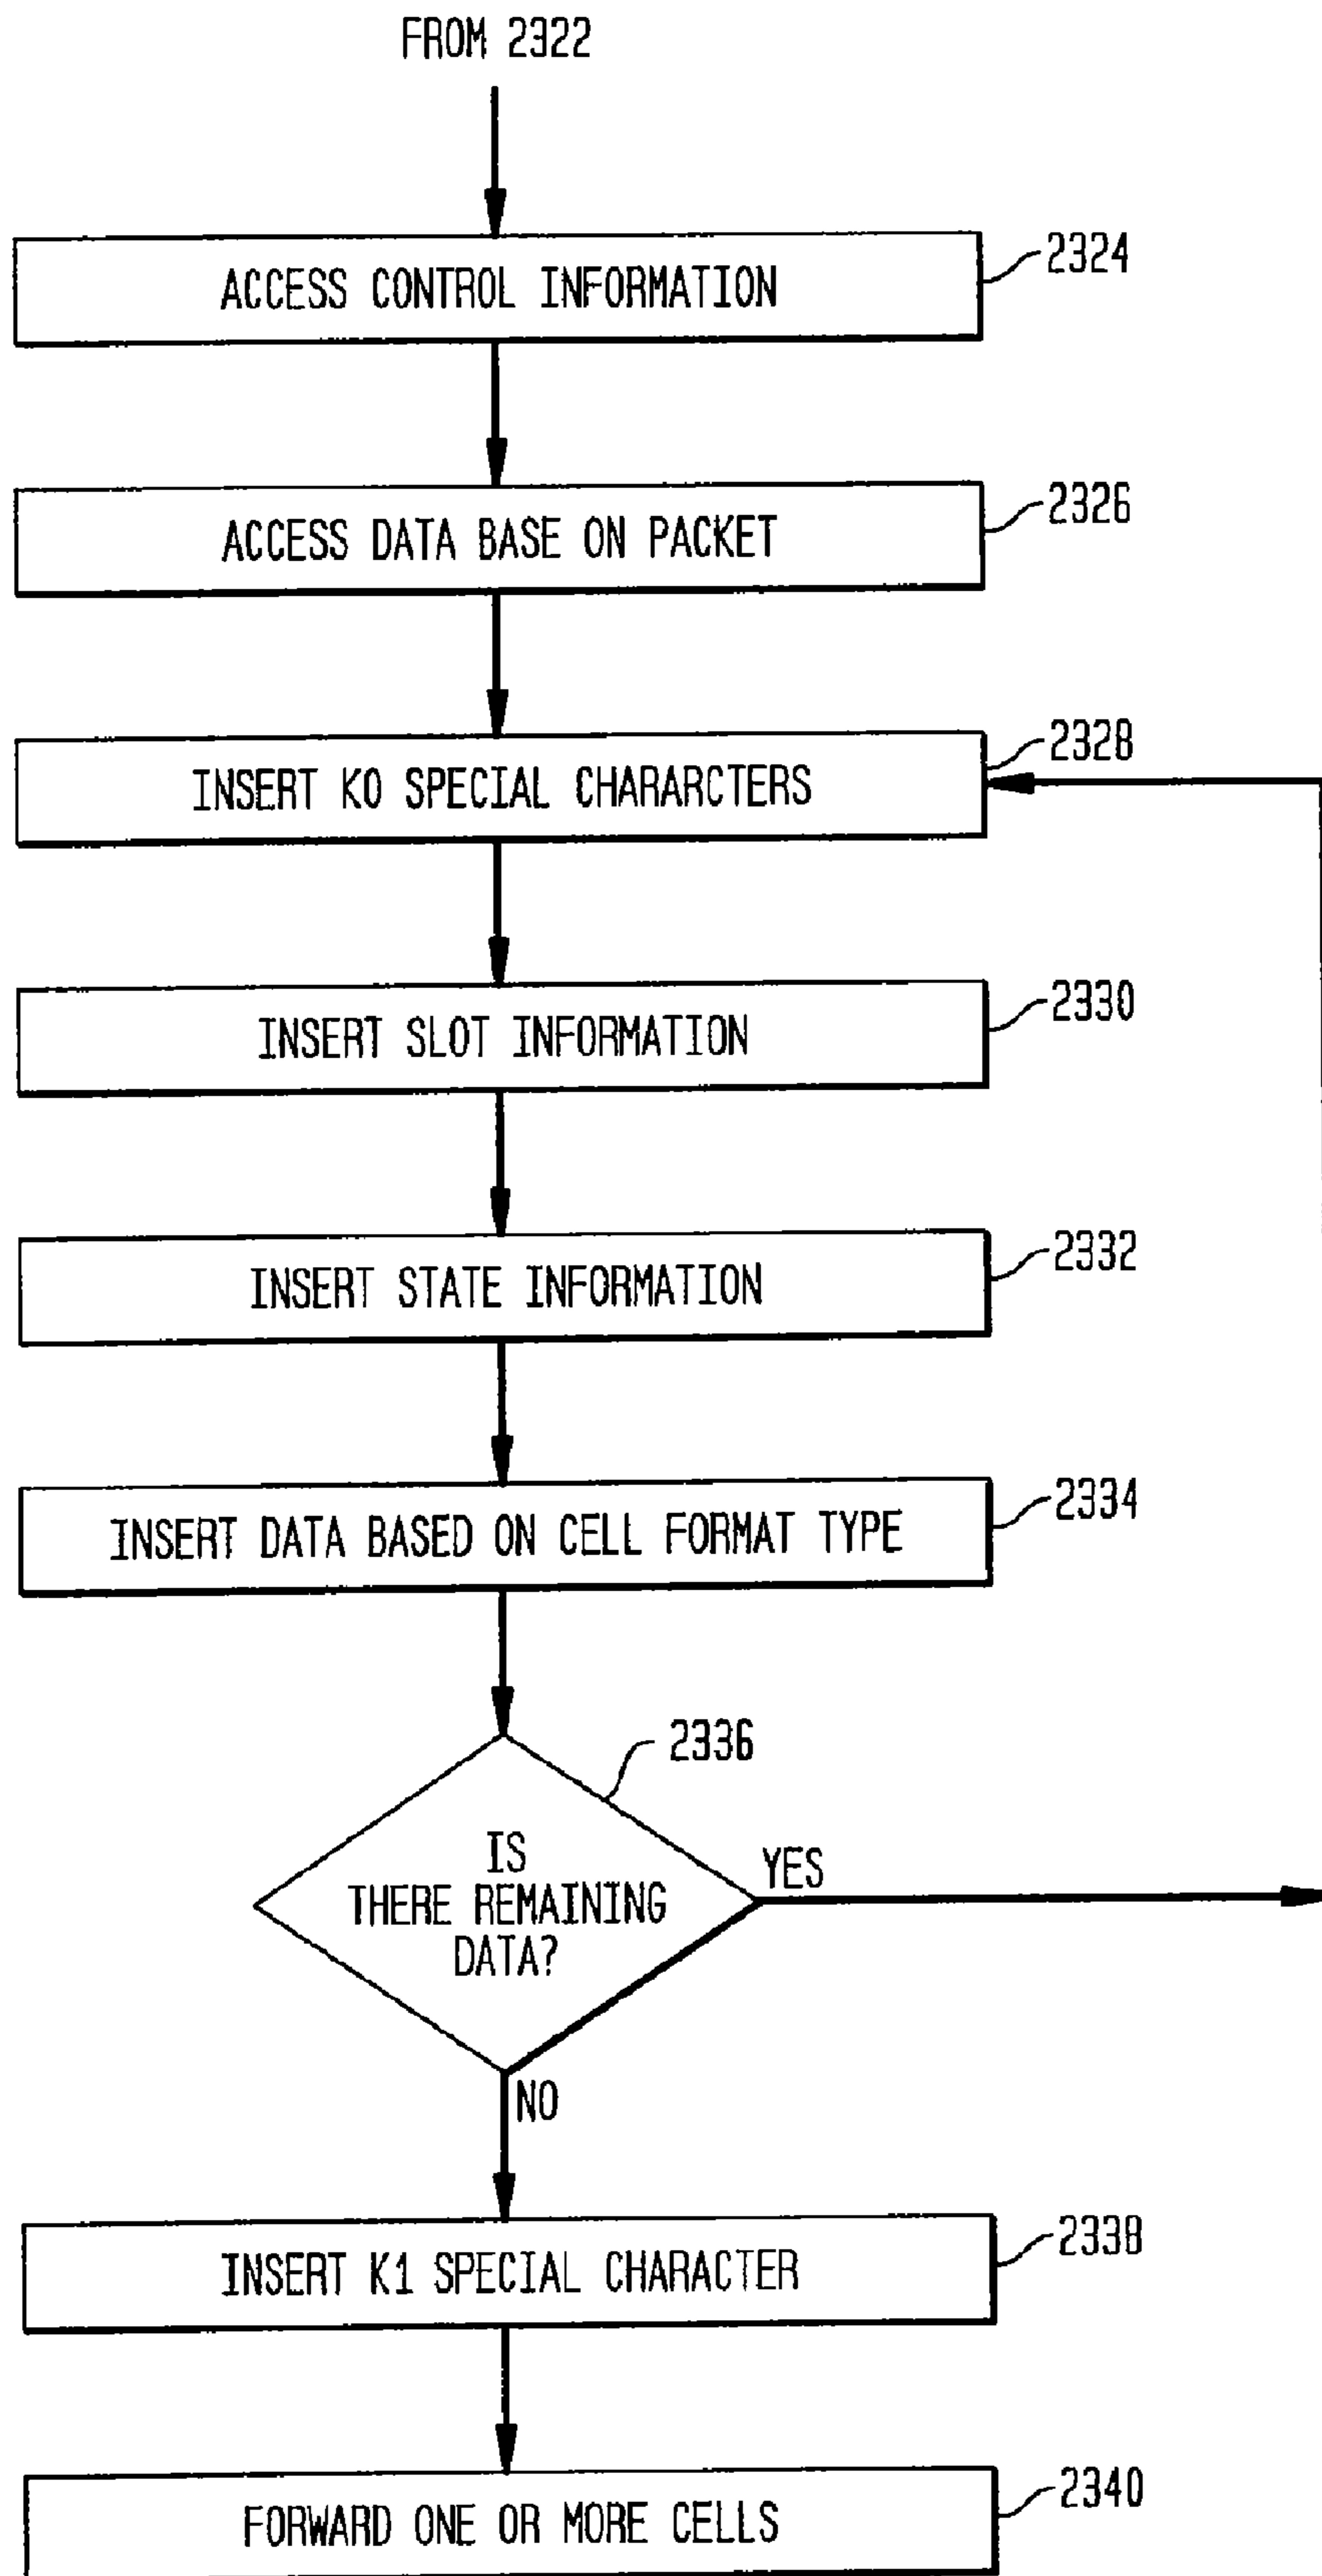 FROM 2322
ACCESS CONTROL INFORMATION
2324
ACCESS DATA BASE ON PACKET
2326
INSERT K0 SPECIAL CHARARCTERS
2328
INSERT SLOT INFORMATION
2330
INSERT STATE INFORMATION
2332
INSERT DATA BASED ON CELL FORMAT TYPE
2334
2336
IS
THERE REMAINING
DATA?
YES
NO
INSERT K1 SPECIAL CHARACTER
2338
FORWARD ONE OR MORE CELLS
2340